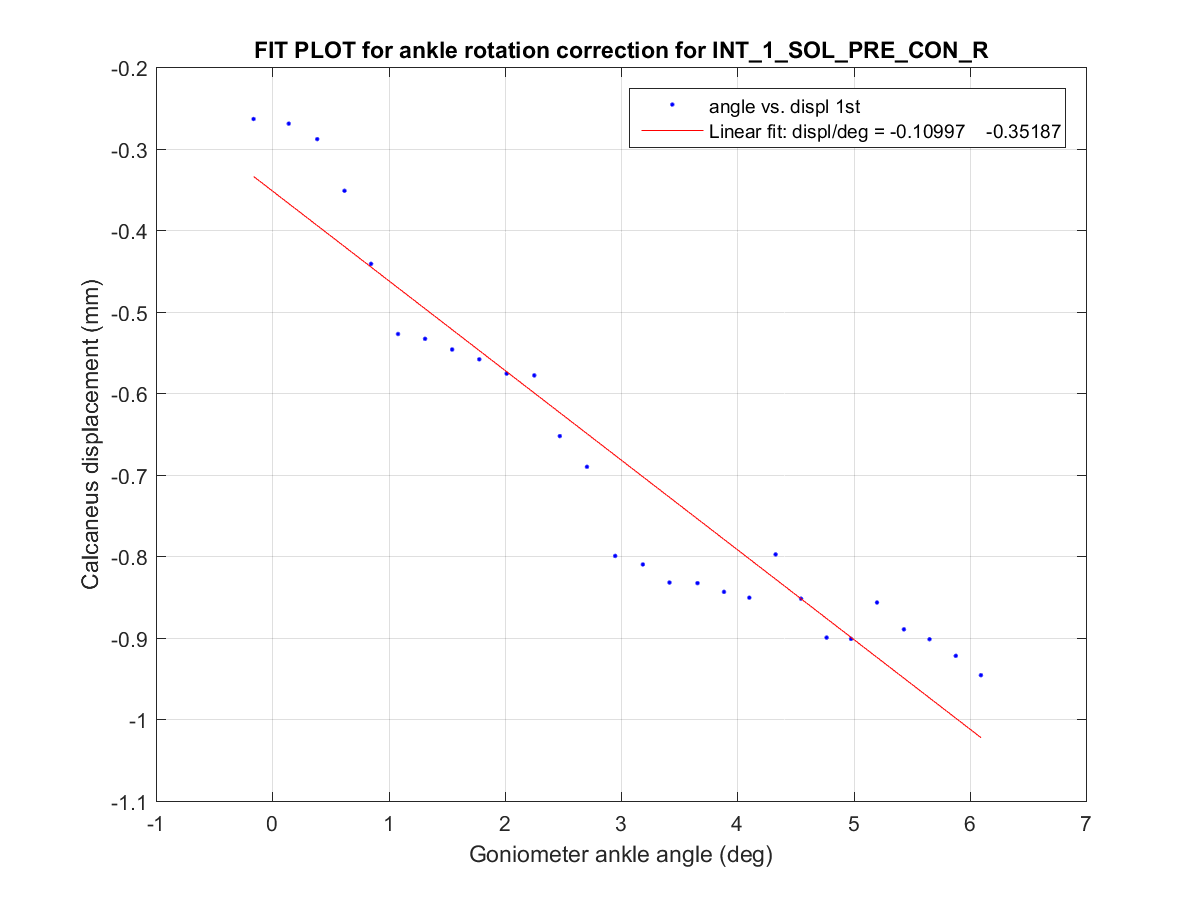 FIT PLOT for ankle rotation correction for INT_1_SOL_PRE_CON_R
angle vs. displ 1st
Linear fit: displ/deg = -0.10997    -0.35187
-0.2
-0.3
-0.4
-0.5
-0.6
-0.7
-0.8
-0.9
-1
-1.1
Calcaneus displacement (mm)
-1 0 1 2 3 4 5 6 7
Goniometer ankle angle (deg)